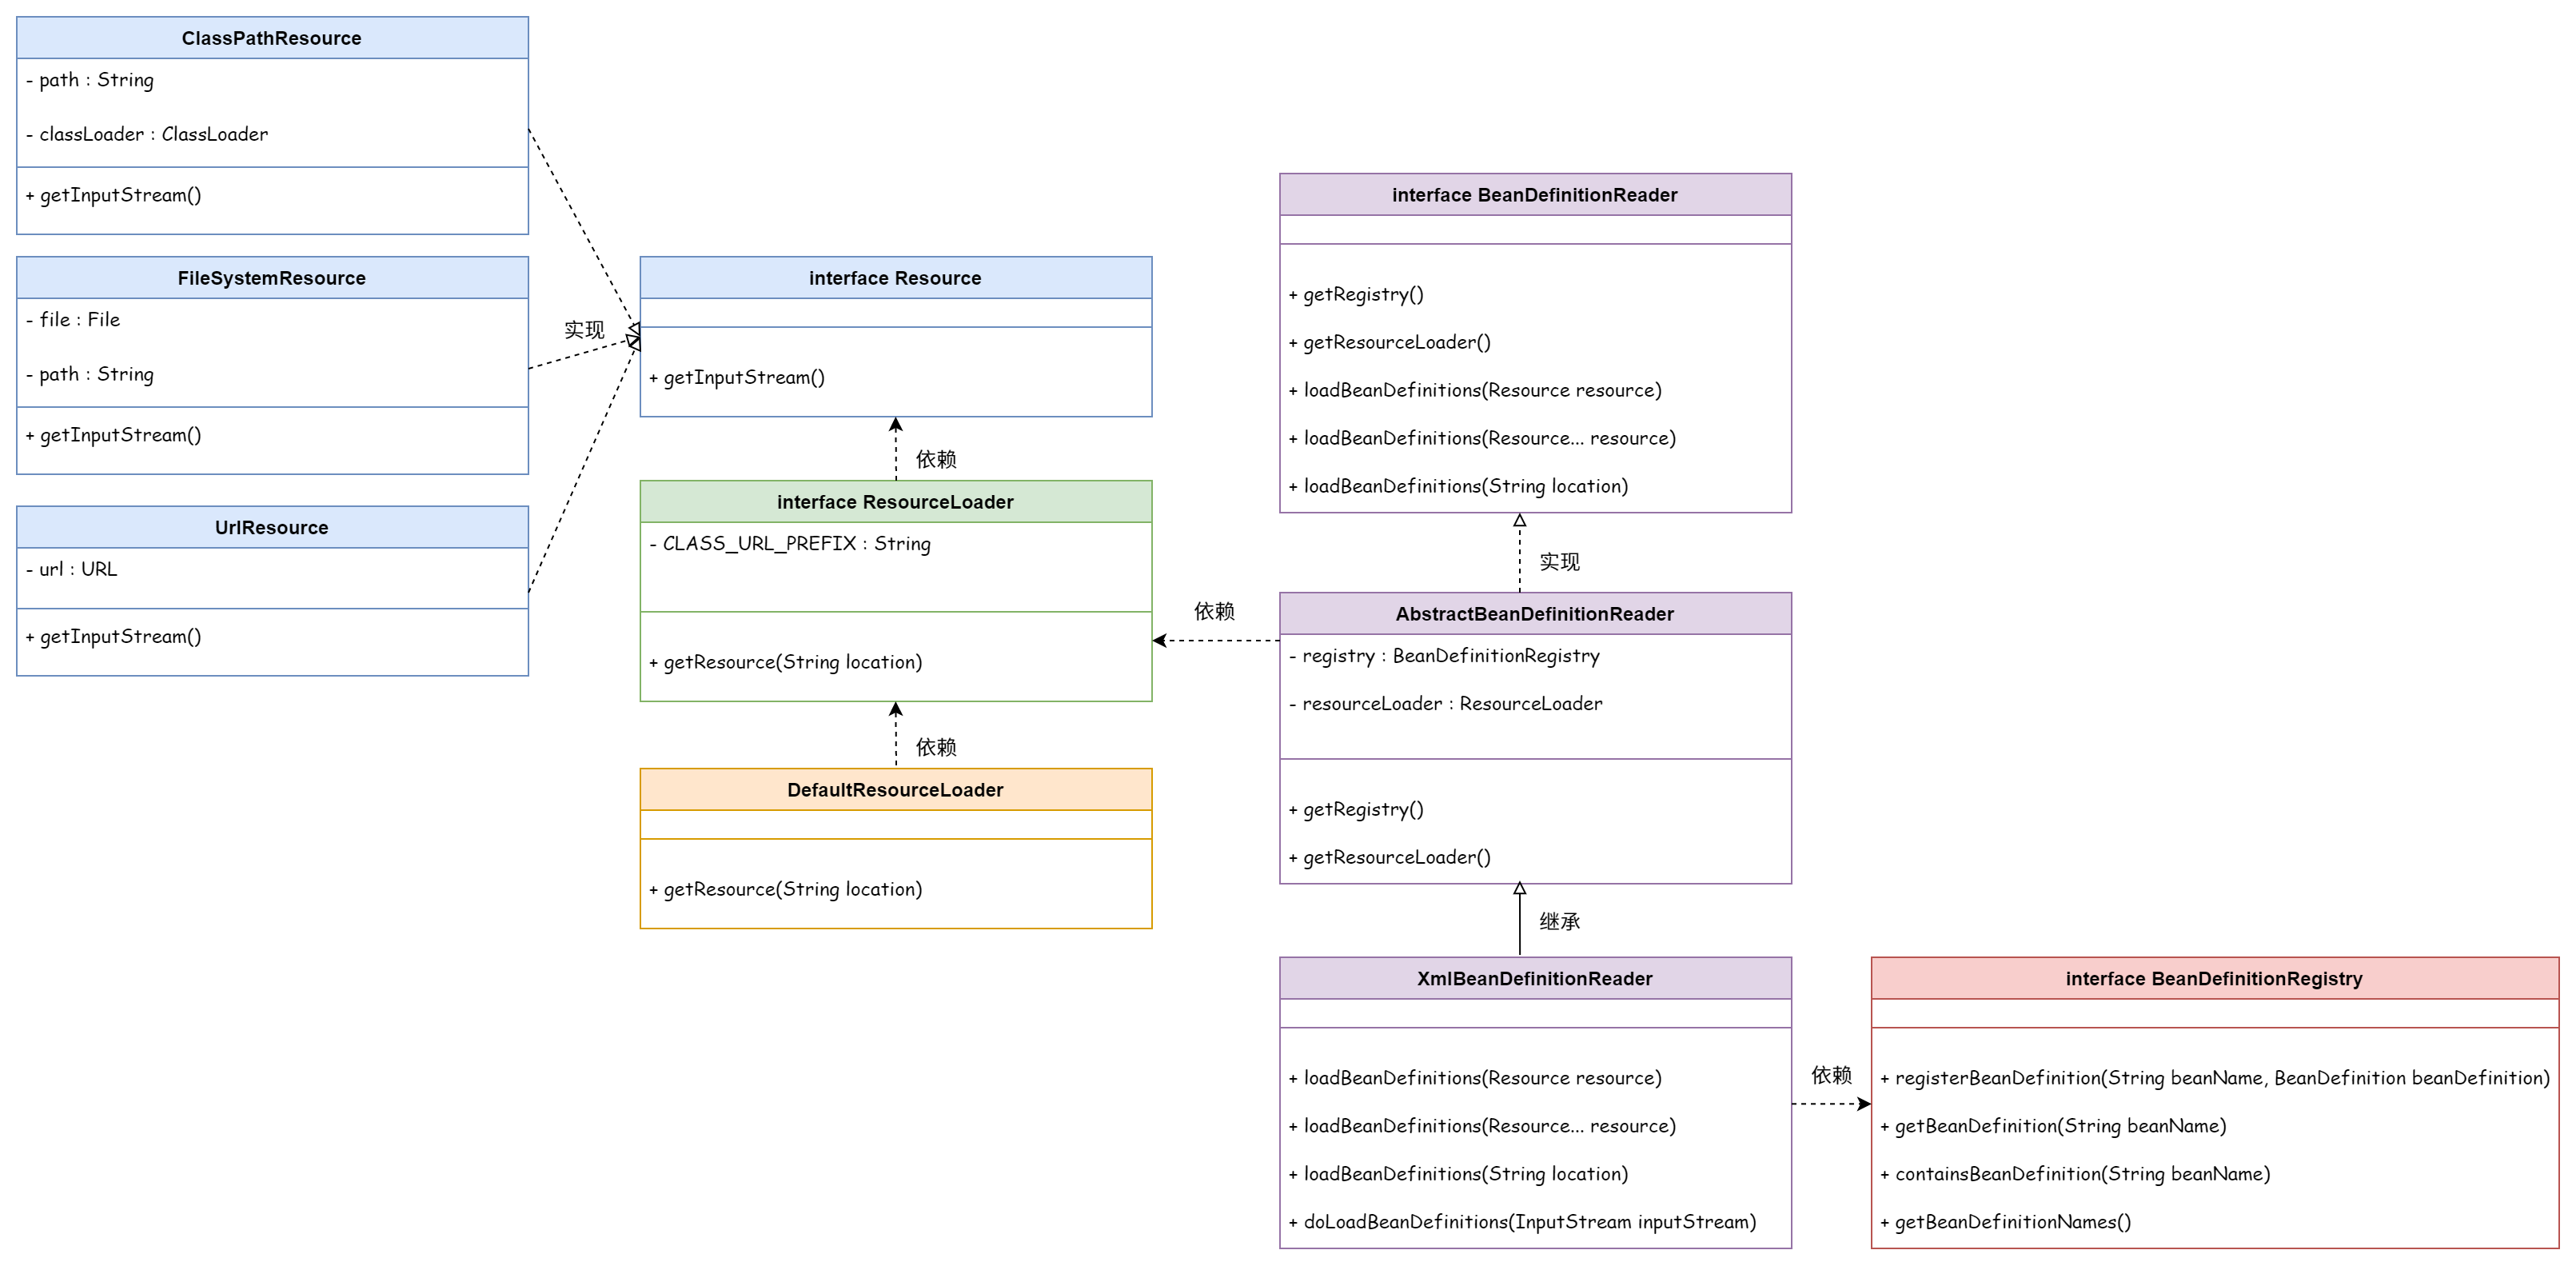 ClassPathResource
- path : String
- classLoader : ClassLoader
+ getInputStream()
FileSystemResource
- file : File
- path : String
+ getInputStream()
UrlResource
- url : URL
+ getInputStream()
实现
interface Resource
+ getInputStream()
依赖
interface ResourceLoader
- CLASS_URL_PREFIX : String
+ getResource(String location)
依赖
DefaultResourceLoader
+ getResource(String location)
依赖
interface BeanDefinitionReader
+ getRegistry()
+ getResourceLoader()
+ loadBeanDefinitions(Resource resource)
+ loadBeanDefinitions(Resource... resource)
+ loadBeanDefinitions(String location)
实现
AbstractBeanDefinitionReader
- registry : BeanDefinitionRegistry
- resourceLoader : ResourceLoader
+ getRegistry()
+ getResourceLoader()
继承
XmlBeanDefinitionReader
+ loadBeanDefinitions(Resource resource)
+ loadBeanDefinitions(Resource... resource)
+ loadBeanDefinitions(String location)
+ doLoadBeanDefinitions(InputStream inputStream)
依赖
interface BeanDefinitionRegistry
+ registerBeanDefinition(String beanName, BeanDefinition beanDefinition)
+ getBeanDefinition(String beanName)
+ containsBeanDefinition(String beanName)
+ getBeanDefinitionNames()